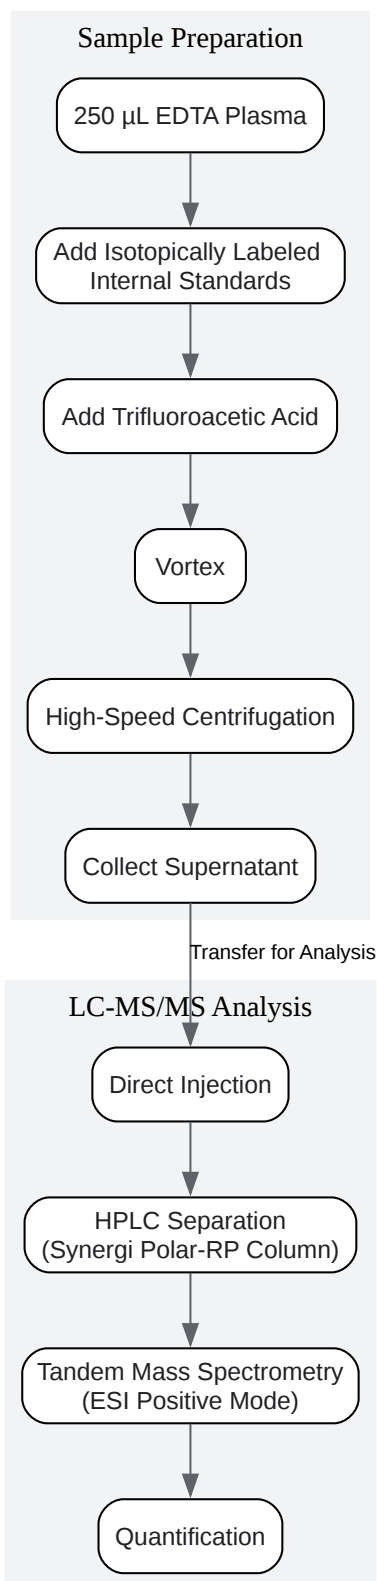 Sample Preparation
250 µL EDTA Plasma
Add Isotopically Labeled
Internal Standards
Add Trifluoroacetic Acid
Vortex
High-Speed Centrifugation
Collect Supernatant
Transfer for Analysis
LC-MS/MS Analysis
Direct Injection
HPLC Separation
(Synergi Polar-RP Column)
Tandem Mass Spectrometry
(ESI Positive Mode)
Quantification